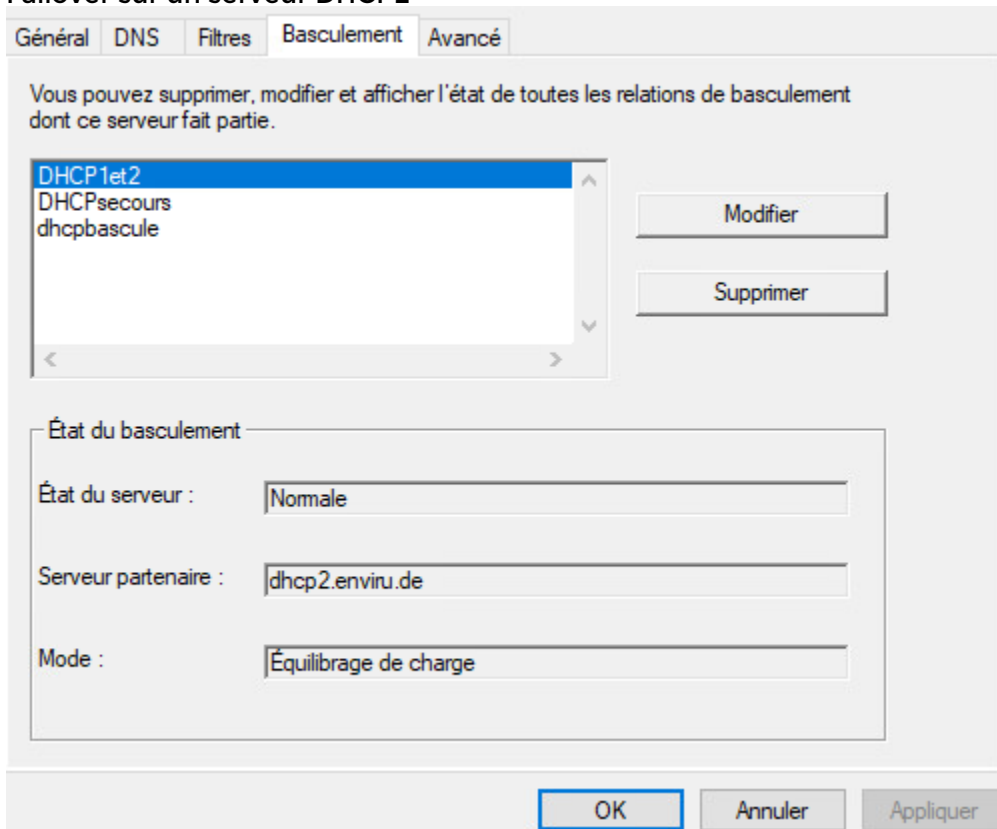 Général DNS Filtres Basculement Avancé
Vous pouvez supprimer, modifier et afficher l'état de toutes les relations de basculement
dont ce serveur fait partie.
DHCP1et2
DHCPsecours
dhcpbascule
Modifier
Supprimer
État du basculement
État du serveur : Normale
Serveur partenaire : dhcp2.enviru.de
Mode : Équilibrage de charge
OK Annuler Appliquer